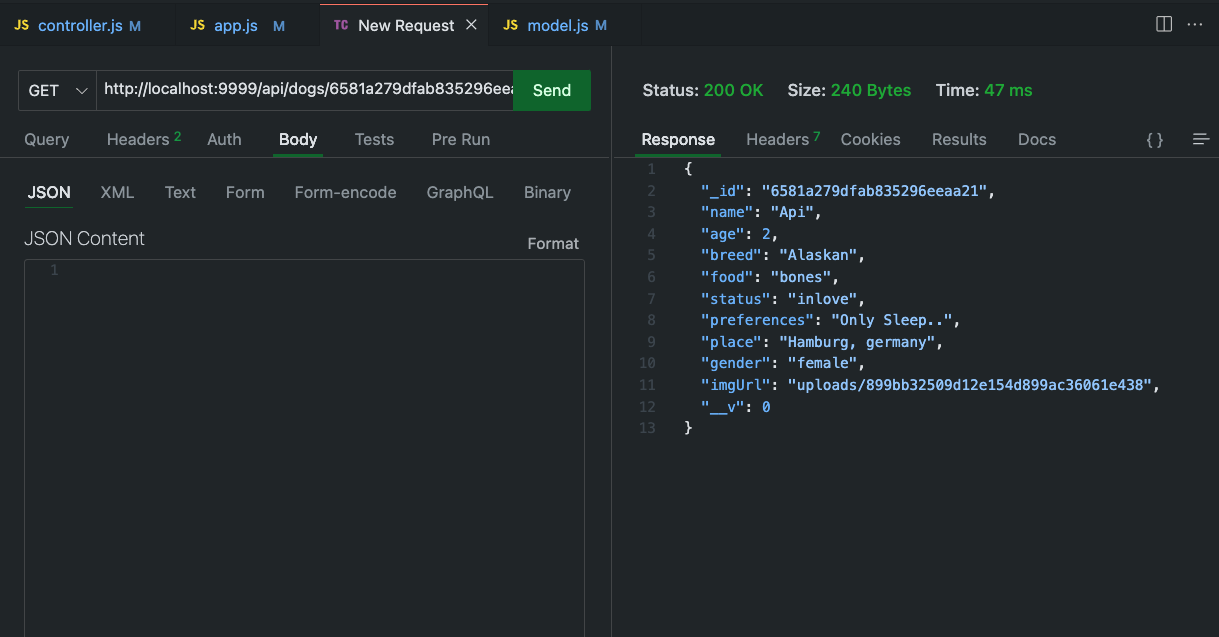 JS controller.js M JS app.js M TC New Request × JS model.js M ...
GET http://localhost:9999/api/dogs/6581a279dfab835296eea Send
Query Headers 2 Auth Body Tests Pre Run
JSON XML Text Form Form-encode GraphQL Binary
JSON Content
Format
1
Status: 200 OK Size: 240 Bytes Time: 47 ms
Response Headers 7 Cookies Results Docs { }
1 {
2 "_id": "6581a279dfab835296eeaa21",
3 "name": "Api",
4 "age": 2,
5 "breed": "Alaskan",
6 "food": "bones",
7 "status": "inlove",
8 "preferences": "Only Sleep..",
9 "place": "Hamburg, germany",
10 "gender": "female",
11 "imgUrl": "uploads/899bb32509d12e154d899ac36061e438",
12 "__v": 0
13 }